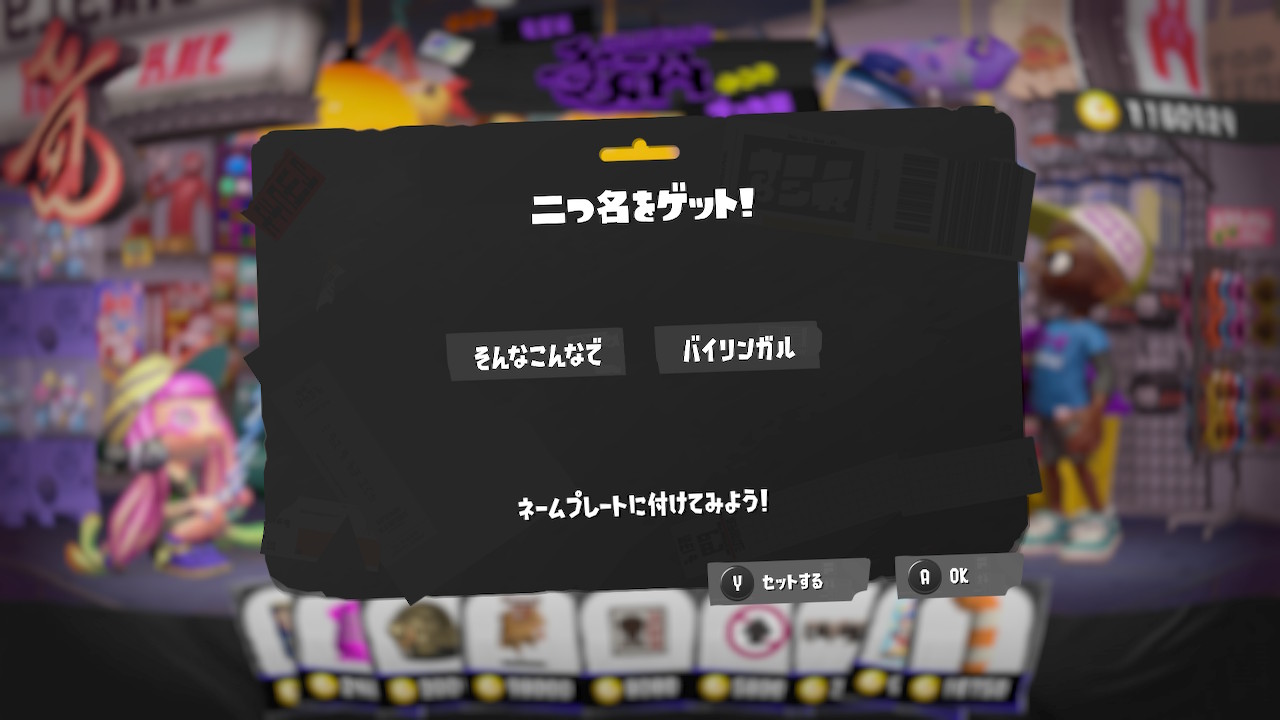 1160121
二つ名をゲット!
そんなこんなで
バイリンガル
ネームプレートに付けてみよう!
Y セットする
A OK